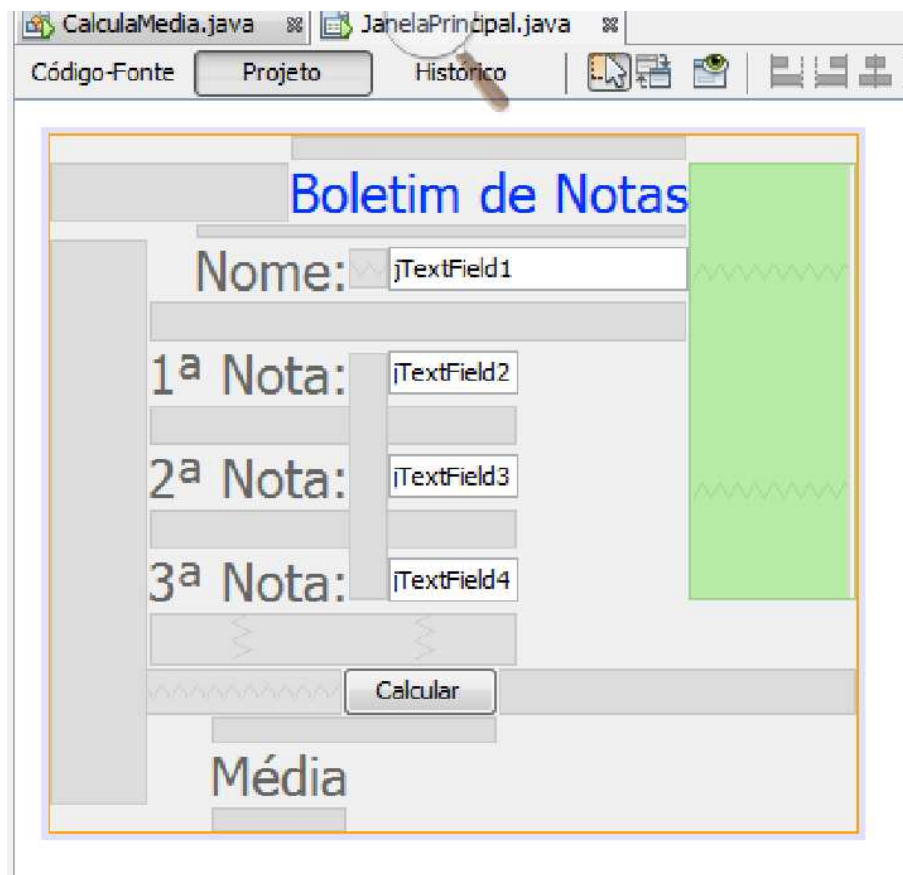 CalculaMedia.java JanelaPrincipal.java
Código-Fonte Projeto Histórico
Boletim de Notas
Nome: jTextField1
1ª Nota: jTextField2
2ª Nota: jTextField3
3ª Nota: jTextField4
Calcular
Média